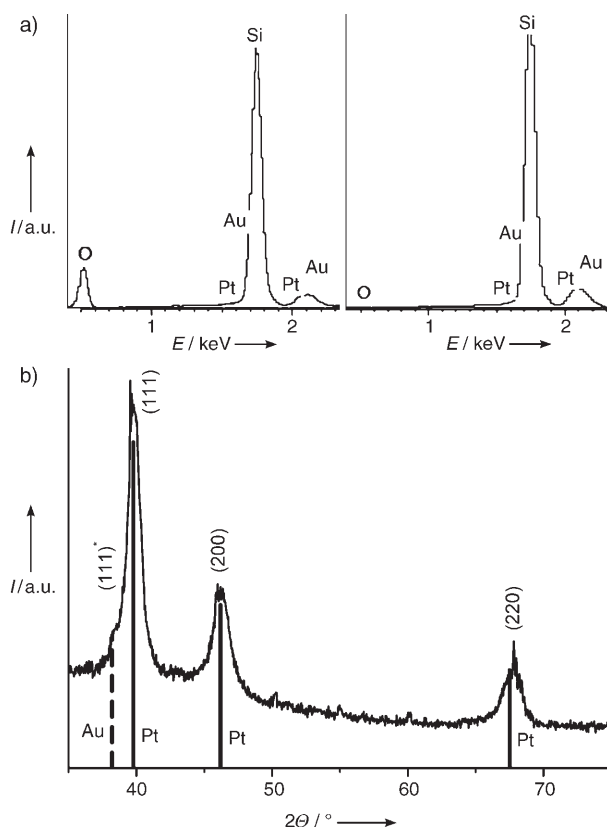 a)
Si
Si
I/a.u.
O
Au
Pt
Pt
Au
O
Au
Pt
Pt
Au
1
2
1
2
E / keV
E / keV
b)
(111)
(111)*
(200)
(220)
I/a.u.
Au
Pt
Pt
Pt
40
50
60
70
2Θ / °